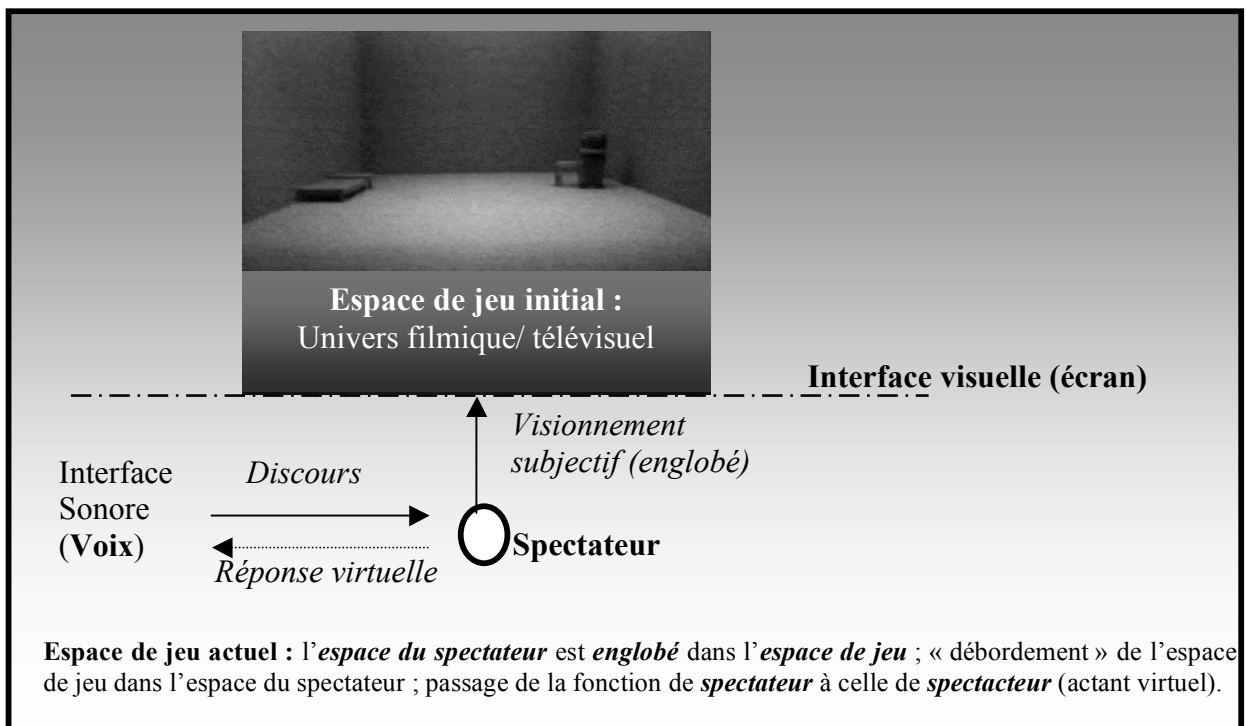 Espace de jeu initial :
Univers filmique/ télévisuel
Interface visuelle (écran)
Visionnement
subjectif (englobé)
Interface
Sonore
(Voix)
Discours
Spectateur
Réponse virtuelle
Espace de jeu actuel : l’espace du spectateur est englobé dans l’espace de jeu ; « débordement » de l’espace
de jeu dans l’espace du spectateur ; passage de la fonction de spectateur à celle de spectacteur (actant virtuel).